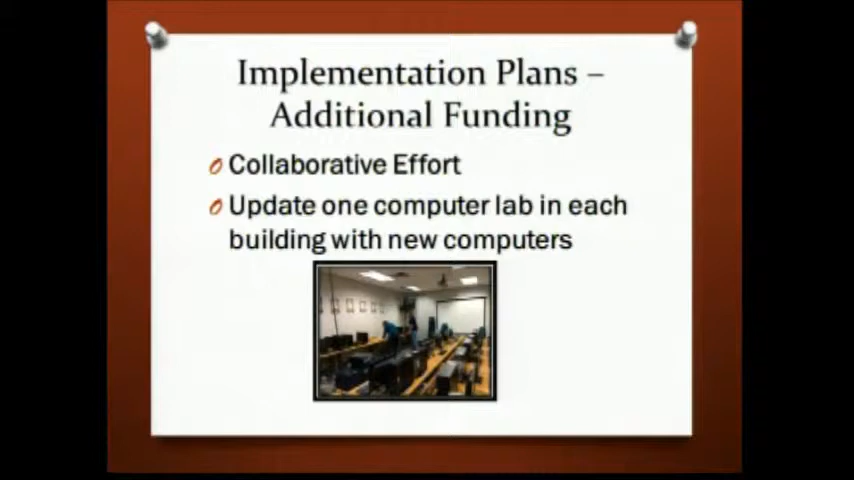 Implementation Plans –
Additional Funding
Collaborative Effort
Update one computer lab in each
building with new computers